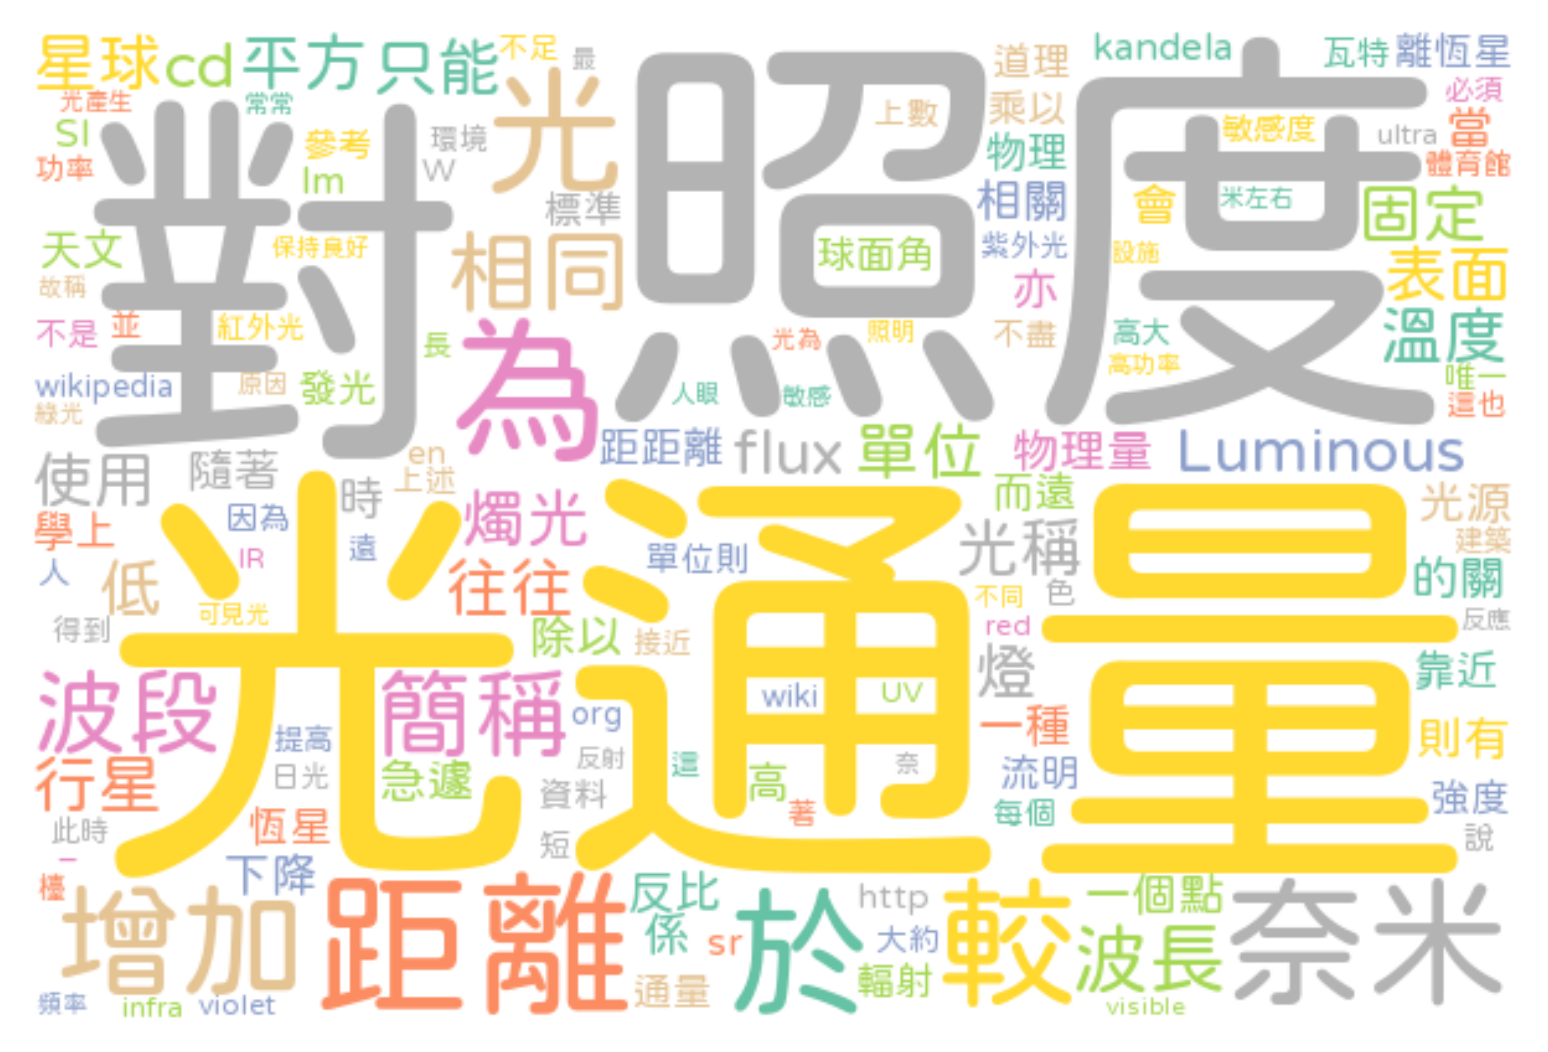 星球 cd 平方 只能 不足 最 道理 kandela 瓦特 離恆星
光產生 常常 光 照度 上數 乘以 敏感度 ultra 當 必須
SI 對 參考 環境 物理 體育館
功率 lm W 標準 相關 會 米左右 固定
天文 保持良好 相同 球面角 紫外光 設施 表面
故稱 亦
不是 並 紅外光 長 為 光為 照明 不盡 高大 溫度
wikipedia 原因 發光 人眼 敏感 高功率 唯一
綠光 這也
使用 隨著 en 距距離 flux 單位 物理量 Luminous
時 上述 燭光 而遠 光源
學上 因為 光通量 光稱 建築
人 IR 遠 單位則 的關
低 往往 不同 色
得到 可見光 除以 接近 red 反應
波段 簡稱 wiki UV 燈 靠近
提高 org 一種 則有
行星 日光 急遽 反射 這 高 奈 流明
資料 著 每個 強度
此時 恆星 短 說
下降
檯 增加 距離 反比 於 http 較 一個點 奈米
係 sr 大約 波長
通量 輻射
頻率 infra violet visible